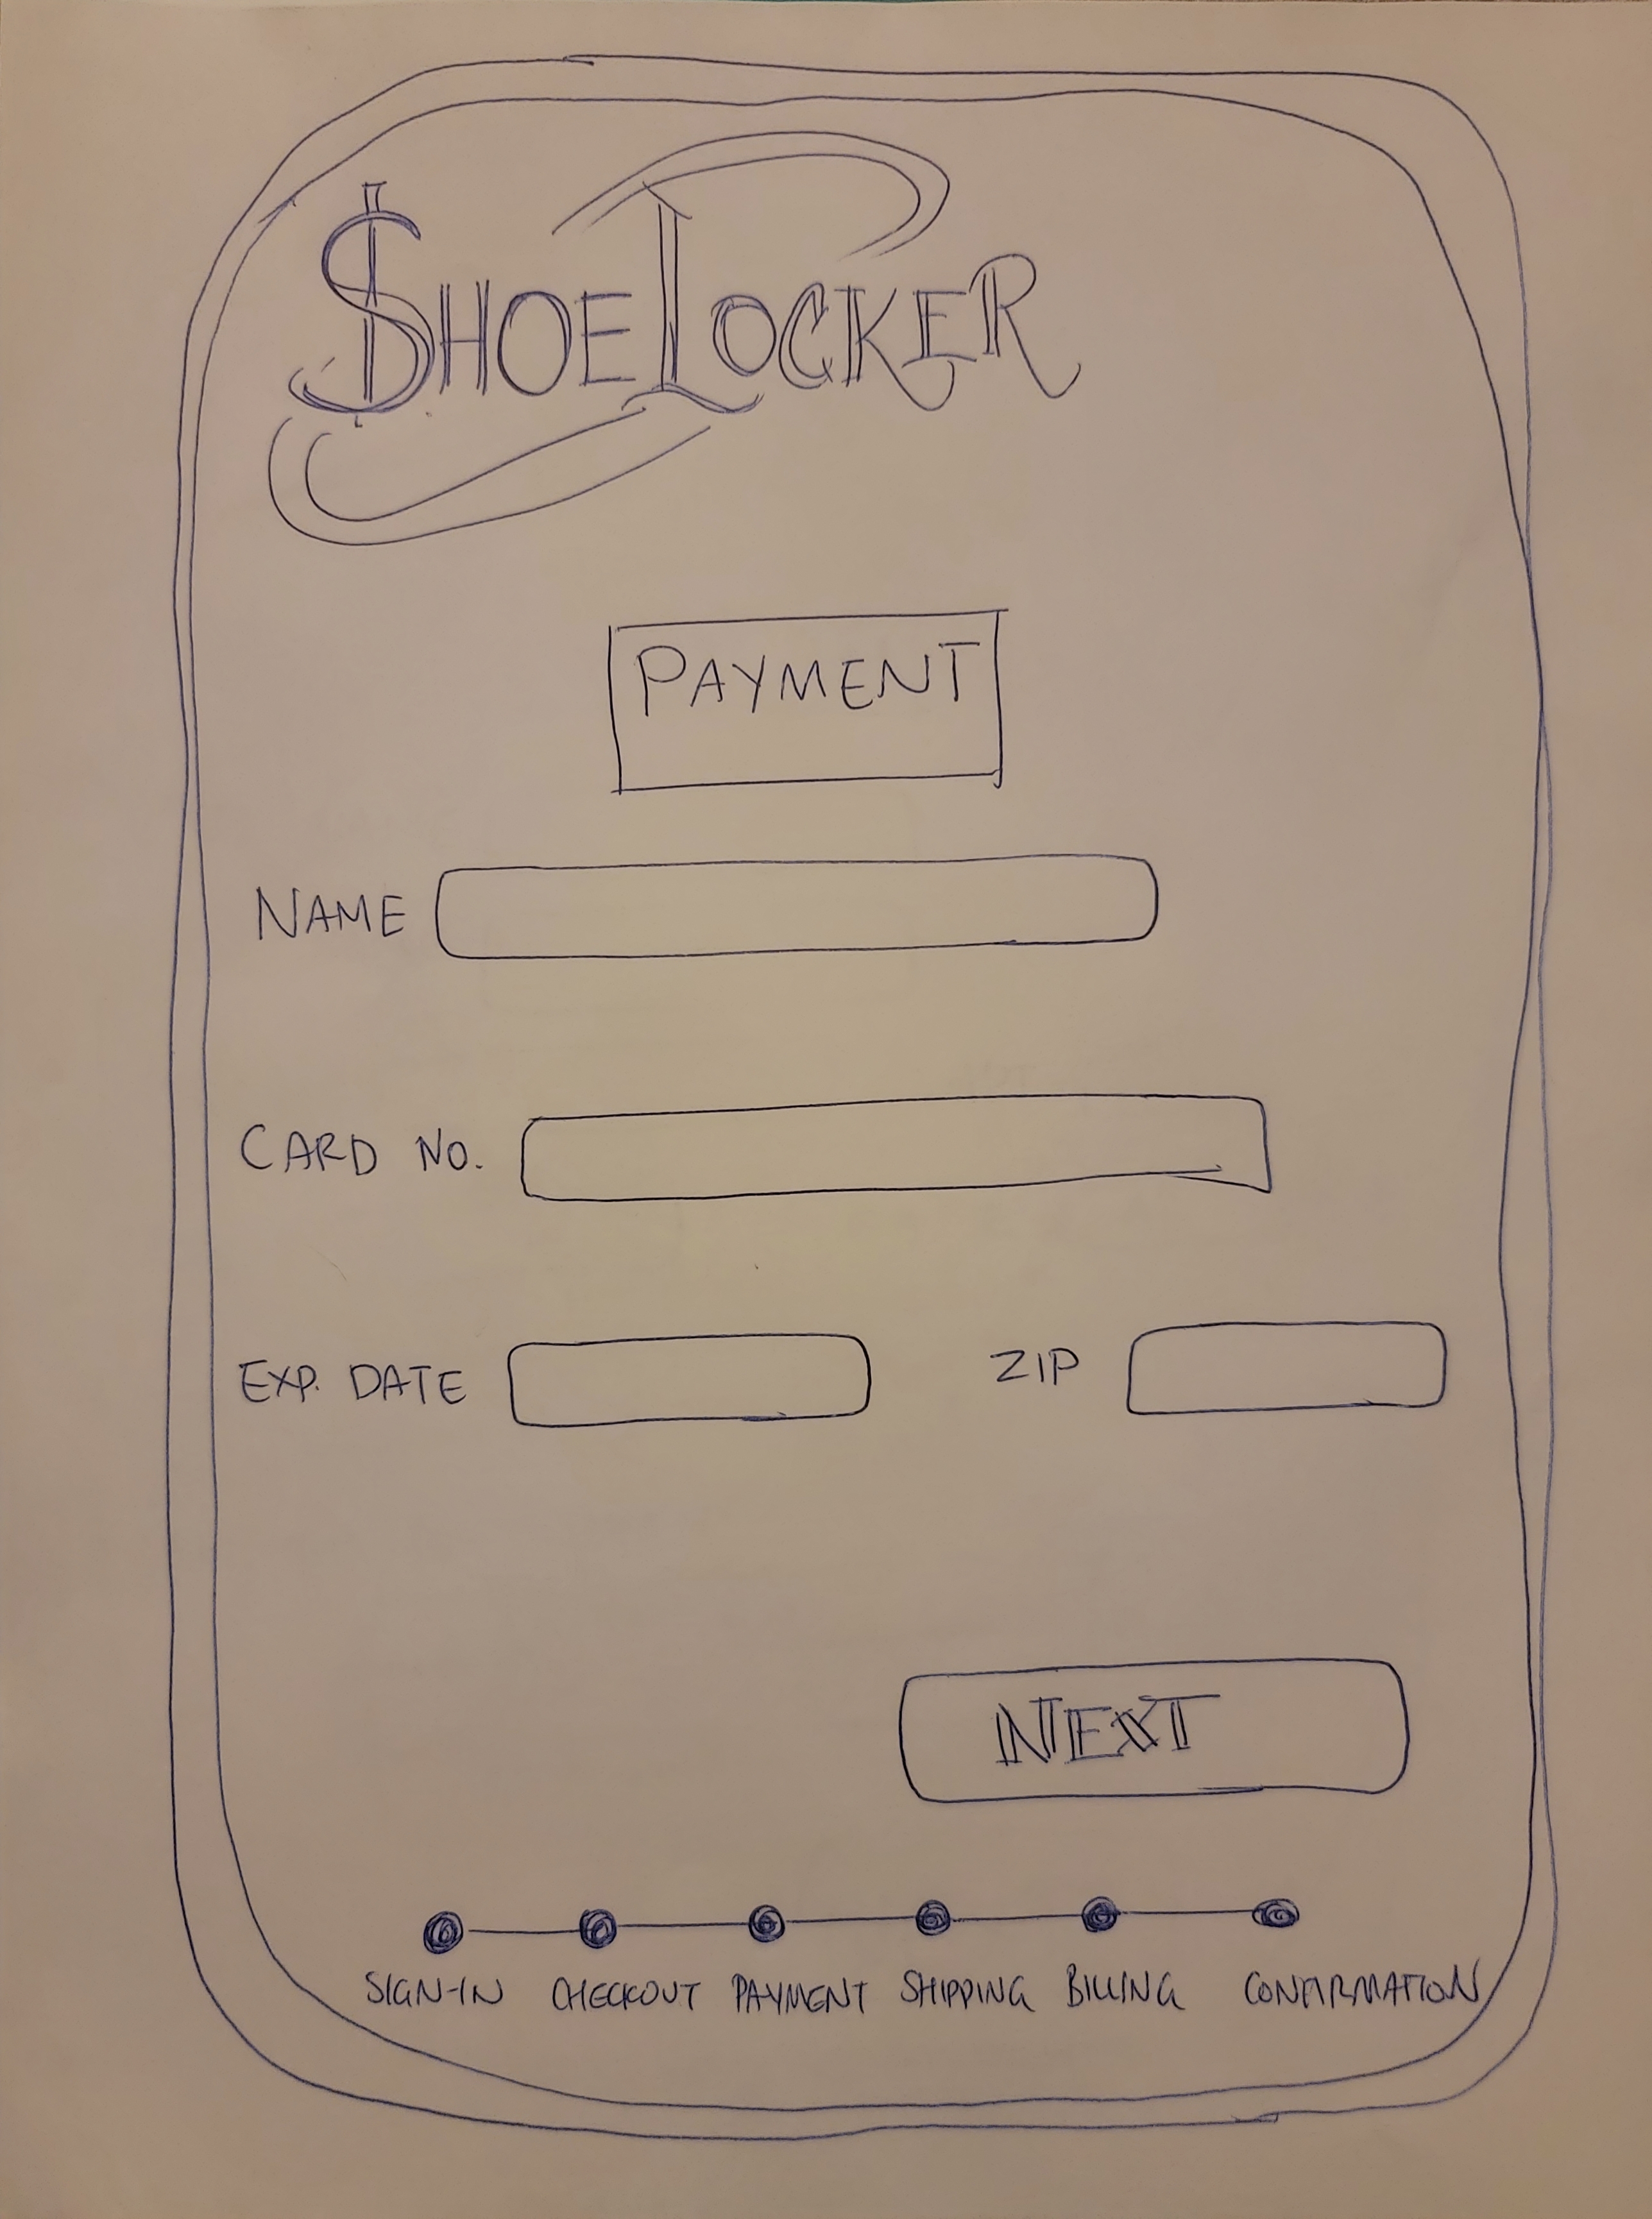 $HOELOCKER
PAYMENT
NAME
CARD NO.
EXP. DATE ZIP
NEXT
SIGN-IN CHECKOUT PAYMENT SHIPPING BILLING CONFIRMATION